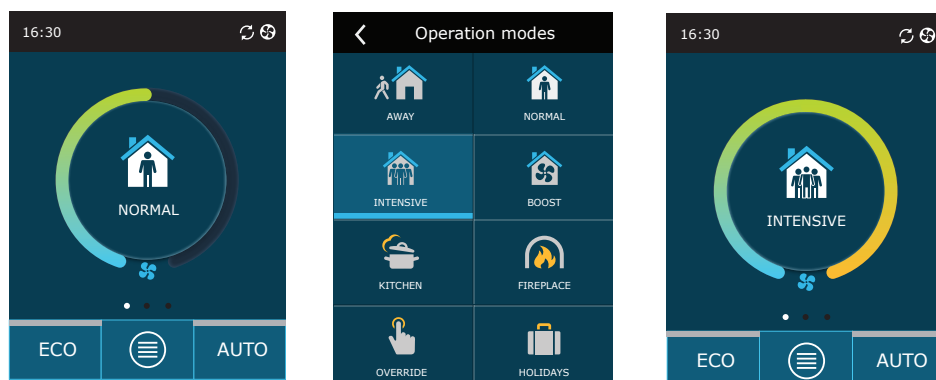 16:30
NORMAL
ECO
AUTO
Operation modes
AWAY
NORMAL
INTENSIVE
BOOST
KITCHEN
FIREPLACE
OVERRIDE
HOLIDAYS
16:30
INTENSIVE
ECO
AUTO